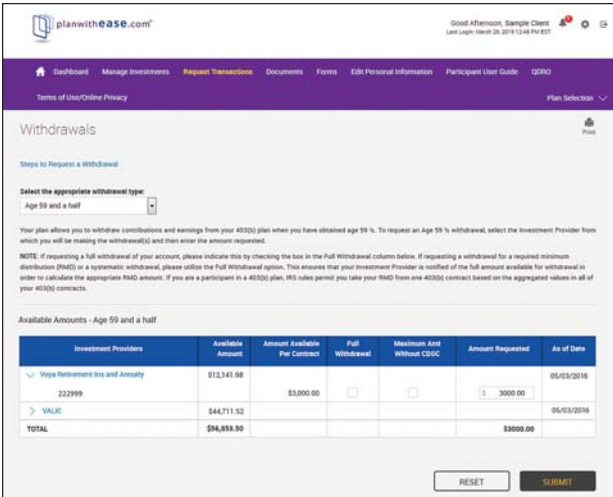 planwithease.com®
Good Afternoon, Sample Client
Last Login: March 28, 2016 12:48 PM EST
Dashboard Manage Investments Request Transactions Documents Forms Edit Personal Information Participant User Guide QDRO
Terms of Use/Online Privacy Plan Selection
Withdrawals
Print
Steps to Request a Withdrawal
Select the appropriate withdrawal type:
Age 59 and a half
Your plan allows you to withdraw contributions and earnings from your 403(b) plan when you have obtained age 59 ½. To request an Age 59 ½ withdrawal, select the Investment Provider from
which you will be making the withdrawal(s) and then enter the amount requested.
NOTE: If requesting a full withdrawal of your account, please indicate this by checking the box in the Full Withdrawal column below. If requesting a withdrawal for a required minimum
distribution (RMD) or a systematic withdrawal, please utilize the Full Withdrawal option. This ensures that your Investment Provider is notified of the full amount available for withdrawal in
order to calculate the appropriate RMD amount. If you are a participant in a 403(b) plan, IRS rules permit you take your RMD from one 403(b) contract based on the aggregated values in all of
your 403(b) contracts.
Available Amounts - Age 59 and a half
Investment Providers Available Amount Amount Available Per Contract Full Withdrawal Maximum Amt Without CDSC Amount Requested As of Date
Voya Retirement Ins and Annuity $12,141.98 05/03/2016
222999 $3,000.00 $ 3000.00
VALIC $44,711.52 05/03/2016
TOTAL $56,853.50 $3000.00
RESET SUBMIT